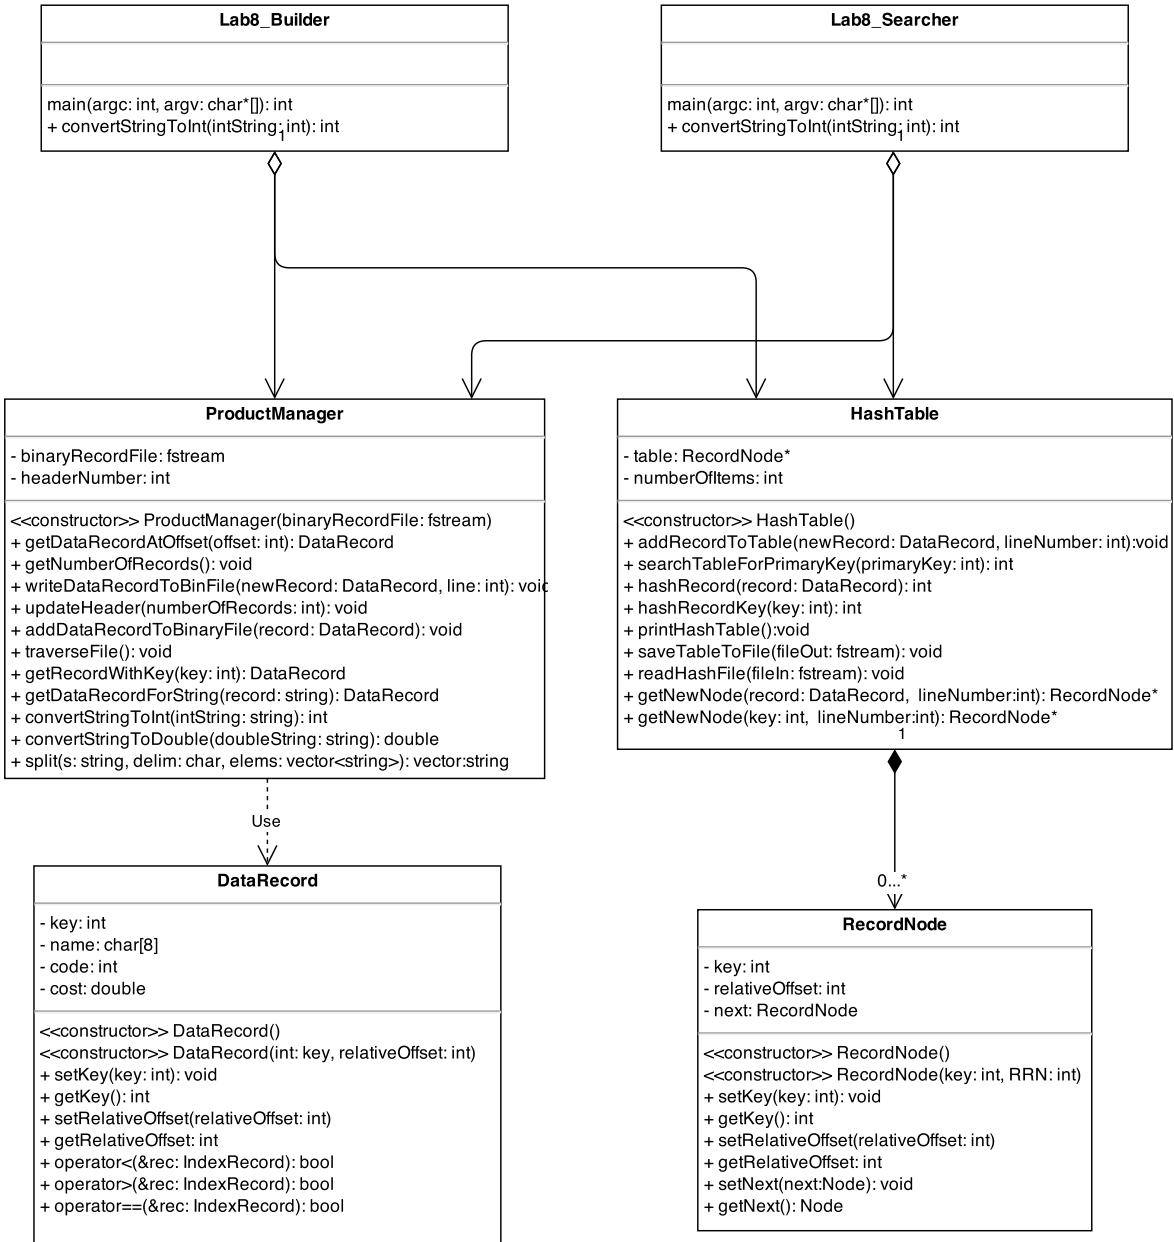 Lab8_Builder
main(argc: int, argv: char*[]): int
+ convertStringToInt(intString: int): int
1
Lab8_Searcher
main(argc: int, argv: char*[]): int
+ convertStringToInt(intString: int): int
1
ProductManager
- binaryRecordFile: fstream
- headerNumber: int
<<constructor>> ProductManager(binaryRecordFile: fstream)
+ getDataRecordAtOffset(offset: int): DataRecord
+ getNumberOfRecords(): void
+ writeDataRecordToBinFile(newRecord: DataRecord, line: int): void
+ updateHeader(numberOfRecords: int): void
+ addDataRecordToBinaryFile(record: DataRecord): void
+ traverseFile(): void
+ getRecordWithKey(key: int): DataRecord
+ getDataRecordForString(record: string): DataRecord
+ convertStringToInt(intString: string): int
+ convertStringToDouble(doubleString: string): double
+ split(s: string, delim: char, elems: vector<string>): vector:string
HashTable
- table: RecordNode*
- numberOfItems: int
<<constructor>> HashTable()
+ addRecordToTable(newRecord: DataRecord, lineNumber: int):void
+ searchTableForPrimaryKey(primaryKey: int): int
+ hashRecord(record: DataRecord): int
+ hashRecordKey(key: int): int
+ printHashTable():void
+ saveTableToFile(fileOut: fstream): void
+ readHashFile(fileIn: fstream): void
+ getNewNode(record: DataRecord, lineNumber:int): RecordNode*
+ getNewNode(key: int, lineNumber:int): RecordNode*
1
Use
0...*
DataRecord
- key: int
- name: char[8]
- code: int
- cost: double
<<constructor>> DataRecord()
<<constructor>> DataRecord(int: key, relativeOffset: int)
+ setKey(key: int): void
+ getKey(): int
+ setRelativeOffset(relativeOffset: int)
+ getRelativeOffset: int
+ operator<(&rec: IndexRecord): bool
+ operator>(&rec: IndexRecord): bool
+ operator==(&rec: IndexRecord): bool
RecordNode
- key: int
- relativeOffset: int
- next: RecordNode
<<constructor>> RecordNode()
<<constructor>> RecordNode(key: int, RRN: int)
+ setKey(key: int): void
+ getKey(): int
+ setRelativeOffset(relativeOffset: int)
+ getRelativeOffset: int
+ setNext(next:Node): void
+ getNext(): Node